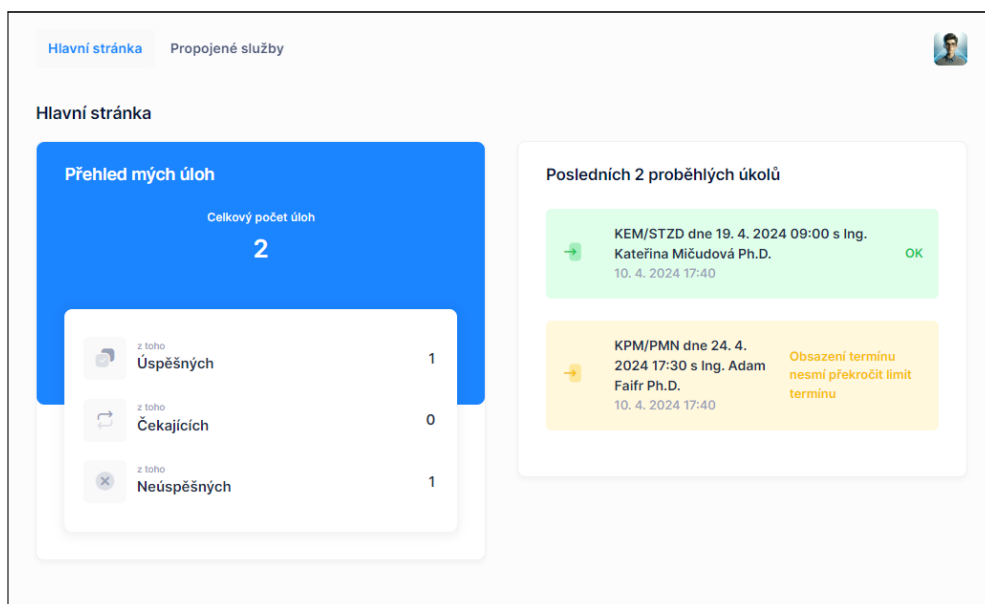 Hlavní stránka
Propojené služby
Hlavní stránka
Přehled mých úloh
Celkový počet úloh
2
z toho
Úspěšných
1
z toho
Čekajících
0
z toho
Neúspěšných
1
Posledních 2 proběhlých úkolů
KEM/STZD dne 19. 4. 2024 09:00 s Ing.
Kateřina Mičudová Ph.D.
10. 4. 2024 17:40
OK
KPM/PMN dne 24. 4.
2024 17:30 s Ing. Adam
Faifr Ph.D.
10. 4. 2024 17:40
Obsazení termínu
nesmí překročit limit
termínu